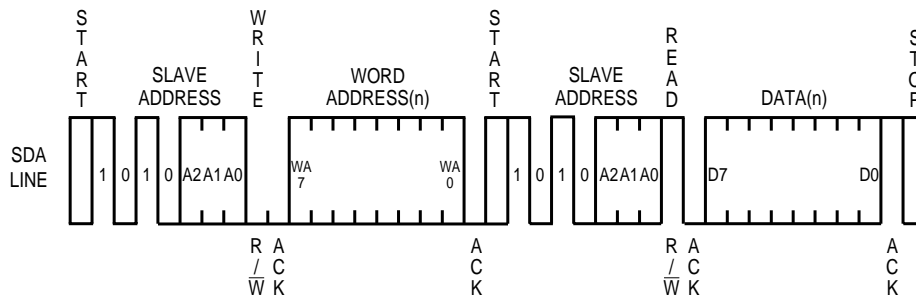 START
WRITE
START
READ
STOP
SLAVE
ADDRESS
WORD
ADDRESS(n)
SLAVE
ADDRESS
DATA(n)
SDA
LINE
1 0 1 0 A2 A1 A0
WA
7
WA
0
1 0 1 0 A2 A1 A0
D7
D0
R
/
W
ACK
ACK
R
/
W
ACK
ACK